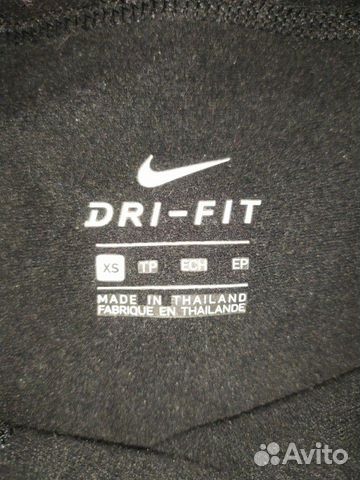 DRI-FIT
XS TP ECH EP
MADE IN THAILAND
FABRIQUE EN THAILANDE
Avito